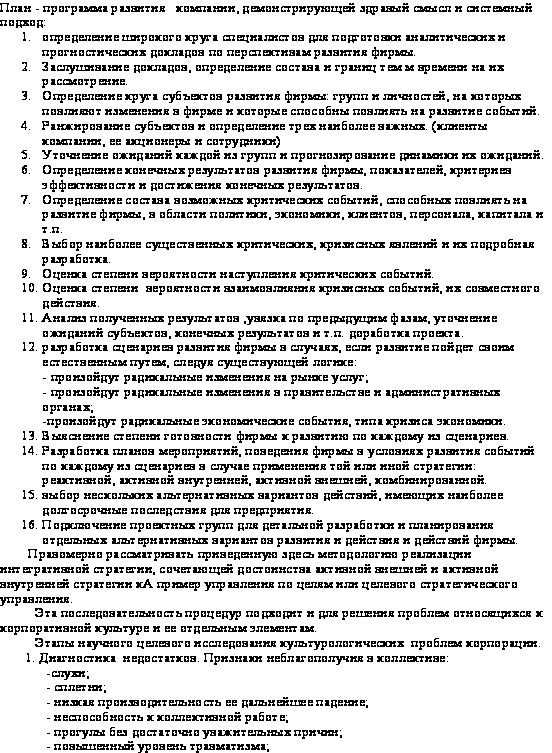 План - программа развития компании, демонстрирующей здравый смысл и системный
подход:
1. определение широкого круга специалистов для подготовки аналитических и
прогностических докладов по перспективам развития фирмы.
2. Заслушивание докладов, определение состава и границ тем м времени на их
рассмотрение.
3. Определение круга субъектов развития фирмы: групп и личностей, на которых
повлияют изменения в фирме и которые способны повлиять на развитие событий.
4. Ранжирование субъектов и определение трех наиболее важных. (клиенты
компании, ее акционеры и сотрудники)
5. Уточнение ожиданий каждой из групп и прогнозирование динамики их ожиданий.
6. Определение конечных результатов развития фирмы, показателей, критериев
эффективности и достижения конечных результатов.
7. Определение состава возможных критических событий, способных повлиять на
развитие фирмы, в области политики, экономики, клиентов, персонала, капитала и
т.п.
8. Выбор наиболее существенных критических, кризисных явлений и их подробная
разработка.
9. Оценка степени вероятности наступления критических событий.
10. Оценка степени вероятности взаимовлияния кризисных событий, их совместного
действия.
11. Анализ полученных результатов ,увязка по предыдущим фазам, уточнение
ожиданий субъектов, конечных результатов и т.п. доработка проекта.
12. разработка сценариев развития фирмы в случаях, если развитие пойдет своим
естественным путем, следуя существующей логике:
- произойдут радикальные изменения на рынке услуг;
- произойдут радикальные изменения в правительстве и административных
органах;
-произойдут радикальные экономические события, типа кризиса экономики.
13. Выяснение степени готовности фирмы к развитию по каждому из сценариев.
14. Разработка планов мероприятий, поведения фирмы в условиях развития событий
по каждому из сценариев в случае применения той или иной стратегии:
реактивной, активной внутренней, активной внешней, комбинированной.
15. выбор нескольких альтернативных вариантов действий, имеющих наиболее
долгосрочные последствия для предприятия.
16. Подключение проектных групп для детальной разработки и планирования
отдельных альтернативных вариантов развития и действия и действий фирмы.
Правомерно рассматривать приведенную здесь методологию реализации
интегративной стратегии, сочетающей достоинства активной внешней и активной
внутренней стратегии кА пример управления по целям или целевого стратегического
управления.
Эта последовательность процедур подходит и для решения проблем относящихся к
корпоративной культуре и ее отдельным элементам.
Этапы научного целевого исследования культурологических проблем корпорации.
1. Диагностика недостатков. Признаки неблагополучия в коллективе:
-слухи;
- сплетни;
- низкая производительность ее дальнейшее падение;
- неспособность к коллективной работе;
- прогулы без достаточно уважительных причин;
- повышенный уровень травматизма;